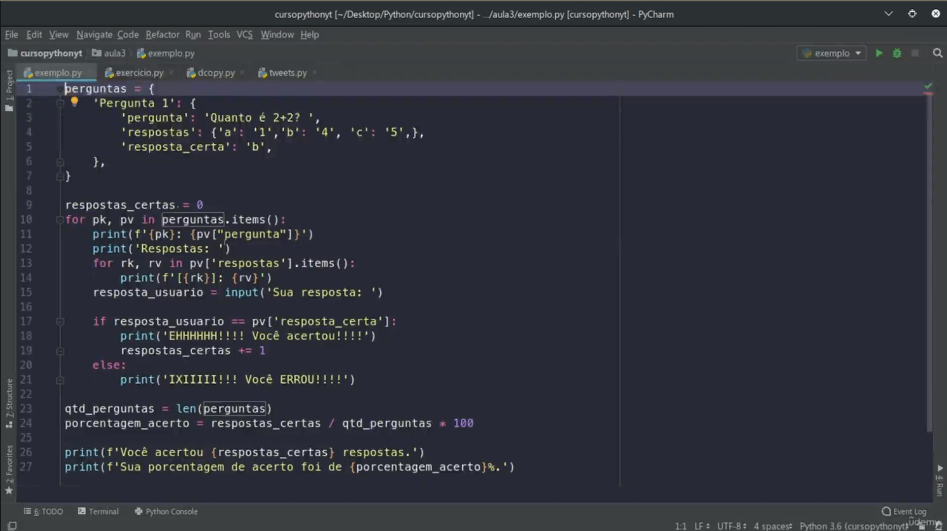 cursopythonyt [~/Desktop/Python/cursopythonyt] - .../aula3/exemplo.py [cursopythonyt] - PyCharm
File Edit View Navigate Code Refactor Run Tools VCS Window Help
cursopythonyt aula3 exemplo.py exemplo
exemplo.py exercicio.py dcopy.py tweets.py
1: Project
1 perguntas = {
2 'Pergunta 1': {
3 'pergunta': 'Quanto é 2+2? ',
4 'respostas': {'a': '1','b': '4', 'c': '5',},
5 'resposta_certa': 'b',
6 },
7 }
8
9 respostas_certas = 0
10 for pk, pv in perguntas.items():
11 print(f'{pk}: {pv["pergunta"]}')
12 print('Respostas: ')
13 for rk, rv in pv['respostas'].items():
14 print(f'[{rk}]: {rv}')
15 resposta_usuario = input('Sua resposta: ')
16
17 if resposta_usuario == pv['resposta_certa']:
18 print('EHHHHHH!!!! Você acertou!!!!')
19 respostas_certas += 1
20 else:
21 print('IXIIIII!!! Você ERROU!!!!')
22
23 qtd_perguntas = len(perguntas)
24 porcentagem_acerto = respostas_certas / qtd_perguntas * 100
25
26 print(f'Você acertou {respostas_certas} respostas.')
27 print(f'Sua porcentagem de acerto foi de {porcentagem_acerto}%.')
7: Structure
2: Favorites
4: Run
6: TODO Terminal Python Console Event Log
1:1 LF UTF-8 4 spaces Python 3.6 (cursopythonyt)
udemy